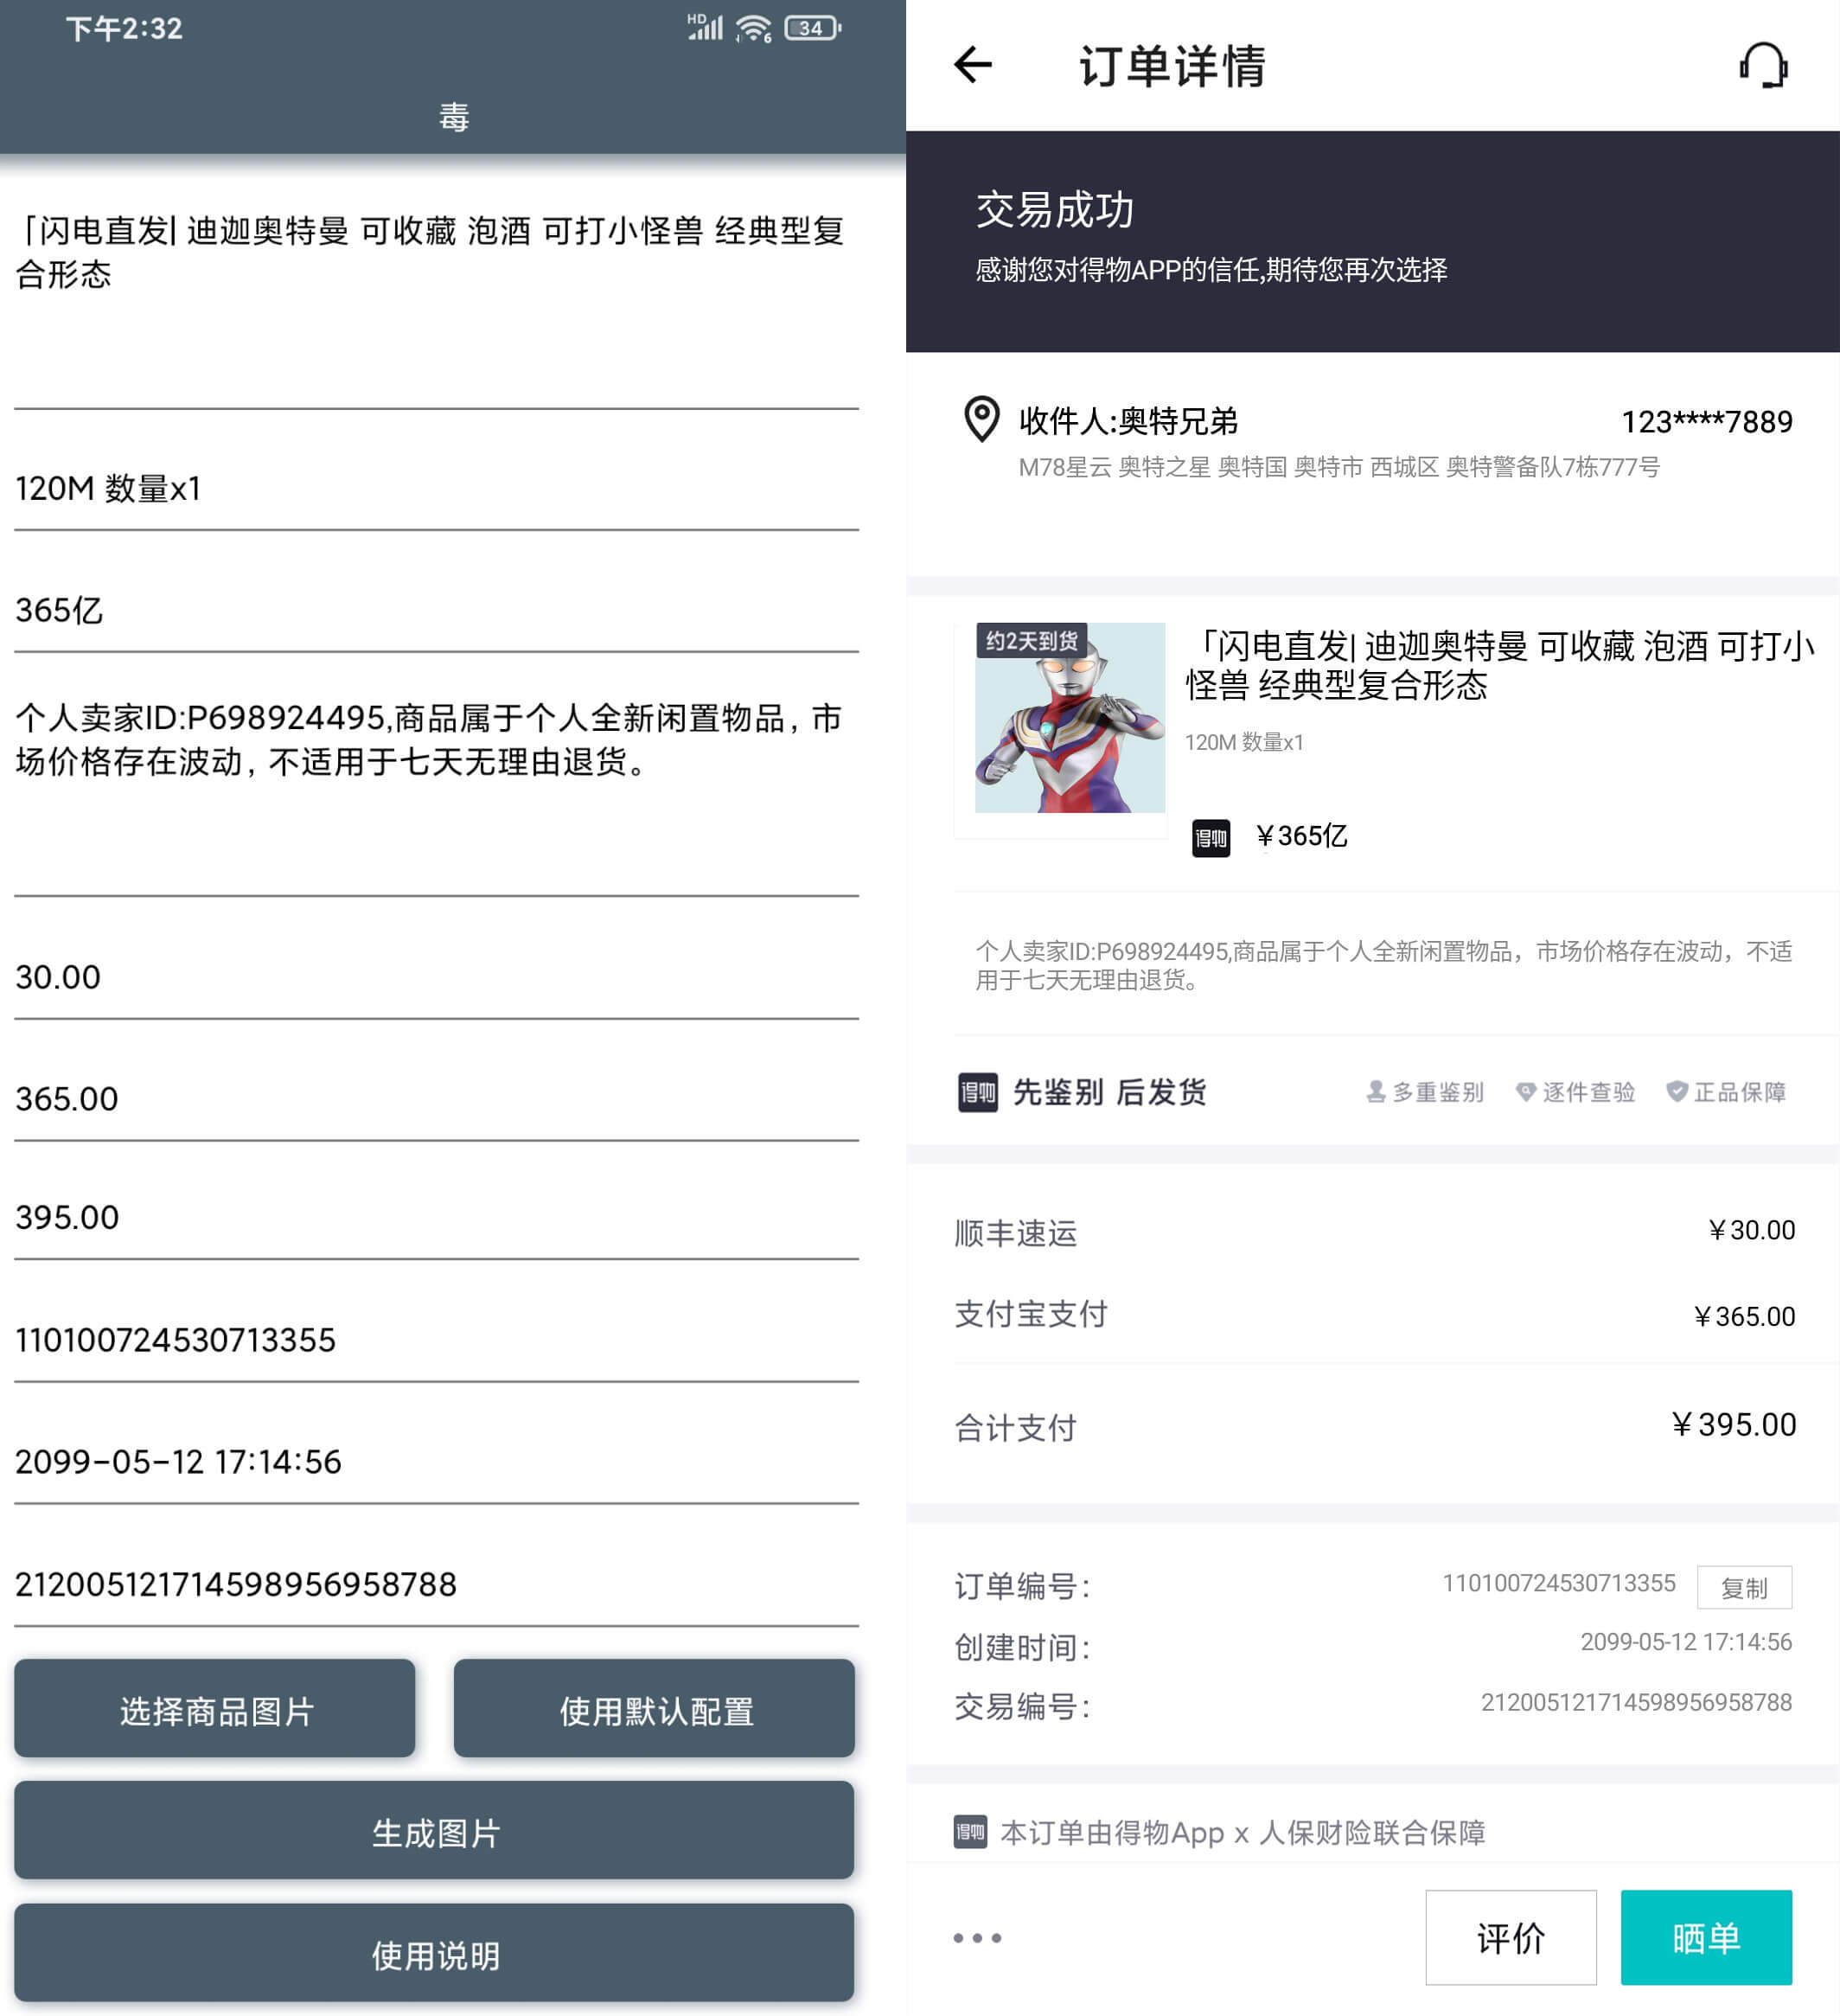 下午2:32
HD
6
34
毒
「闪电直发| 迪迦奥特曼 可收藏 泡酒 可打小怪兽 经典型复
合形态
120M 数量x1
365亿
个人卖家ID:P698924495,商品属于个人全新闲置物品，市
场价格存在波动，不适用于七天无理由退货。
30.00
365.00
395.00
110100724530713355
2099-05-12 17:14:56
212005121714598956958788
选择商品图片
使用默认配置
生成图片
使用说明
订单详情
交易成功
感谢您对得物APP的信任,期待您再次选择
收件人:奥特兄弟
123****7889
M78星云 奥特之星 奥特国 奥特市 西城区 奥特警备队7栋777号
约2天到货
「闪电直发| 迪迦奥特曼 可收藏 泡酒 可打小
怪兽 经典型复合形态
120M 数量x1
得物
￥365亿
个人卖家ID:P698924495,商品属于个人全新闲置物品，市场价格存在波动，不适
用于七天无理由退货。
得物
先鉴别 后发货
多重鉴别
逐件查验
正品保障
顺丰速运
￥30.00
支付宝支付
￥365.00
合计支付
￥395.00
订单编号：
110100724530713355
复制
创建时间：
2099-05-12 17:14:56
交易编号：
212005121714598956958788
得物
本订单由得物App x 人保财险联合保障
评价
晒单